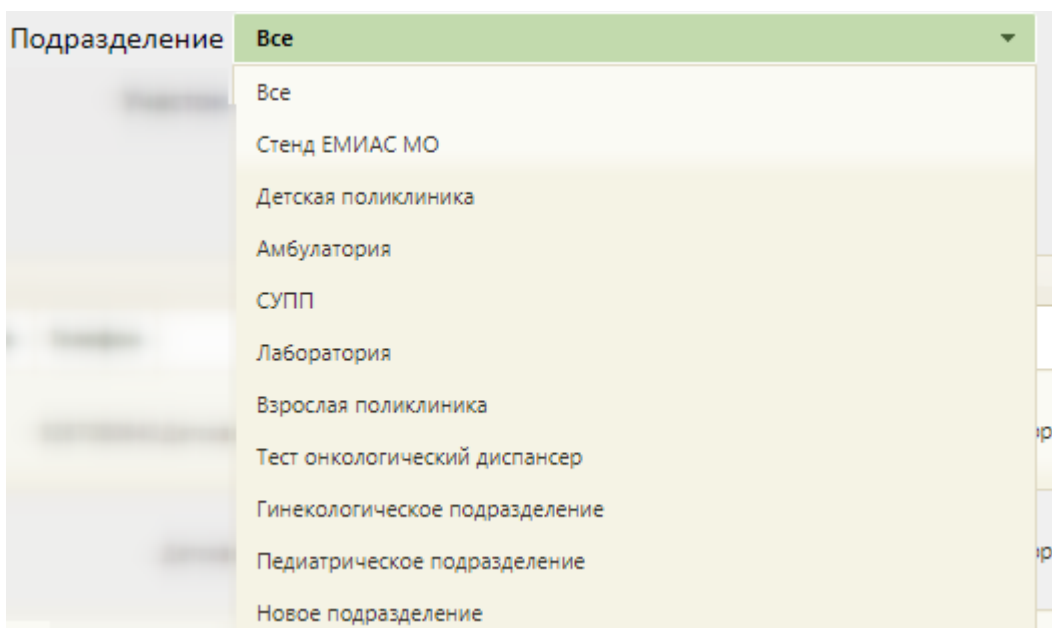 Подразделение Все
Все
Стенд ЕМИАС МО
Детская поликлиника
Амбулатория
СУПП
Лаборатория
Взрослая поликлиника
Тест онкологический диспансер
Гинекологическое подразделение
Педиатрическое подразделение
Новое подразделение